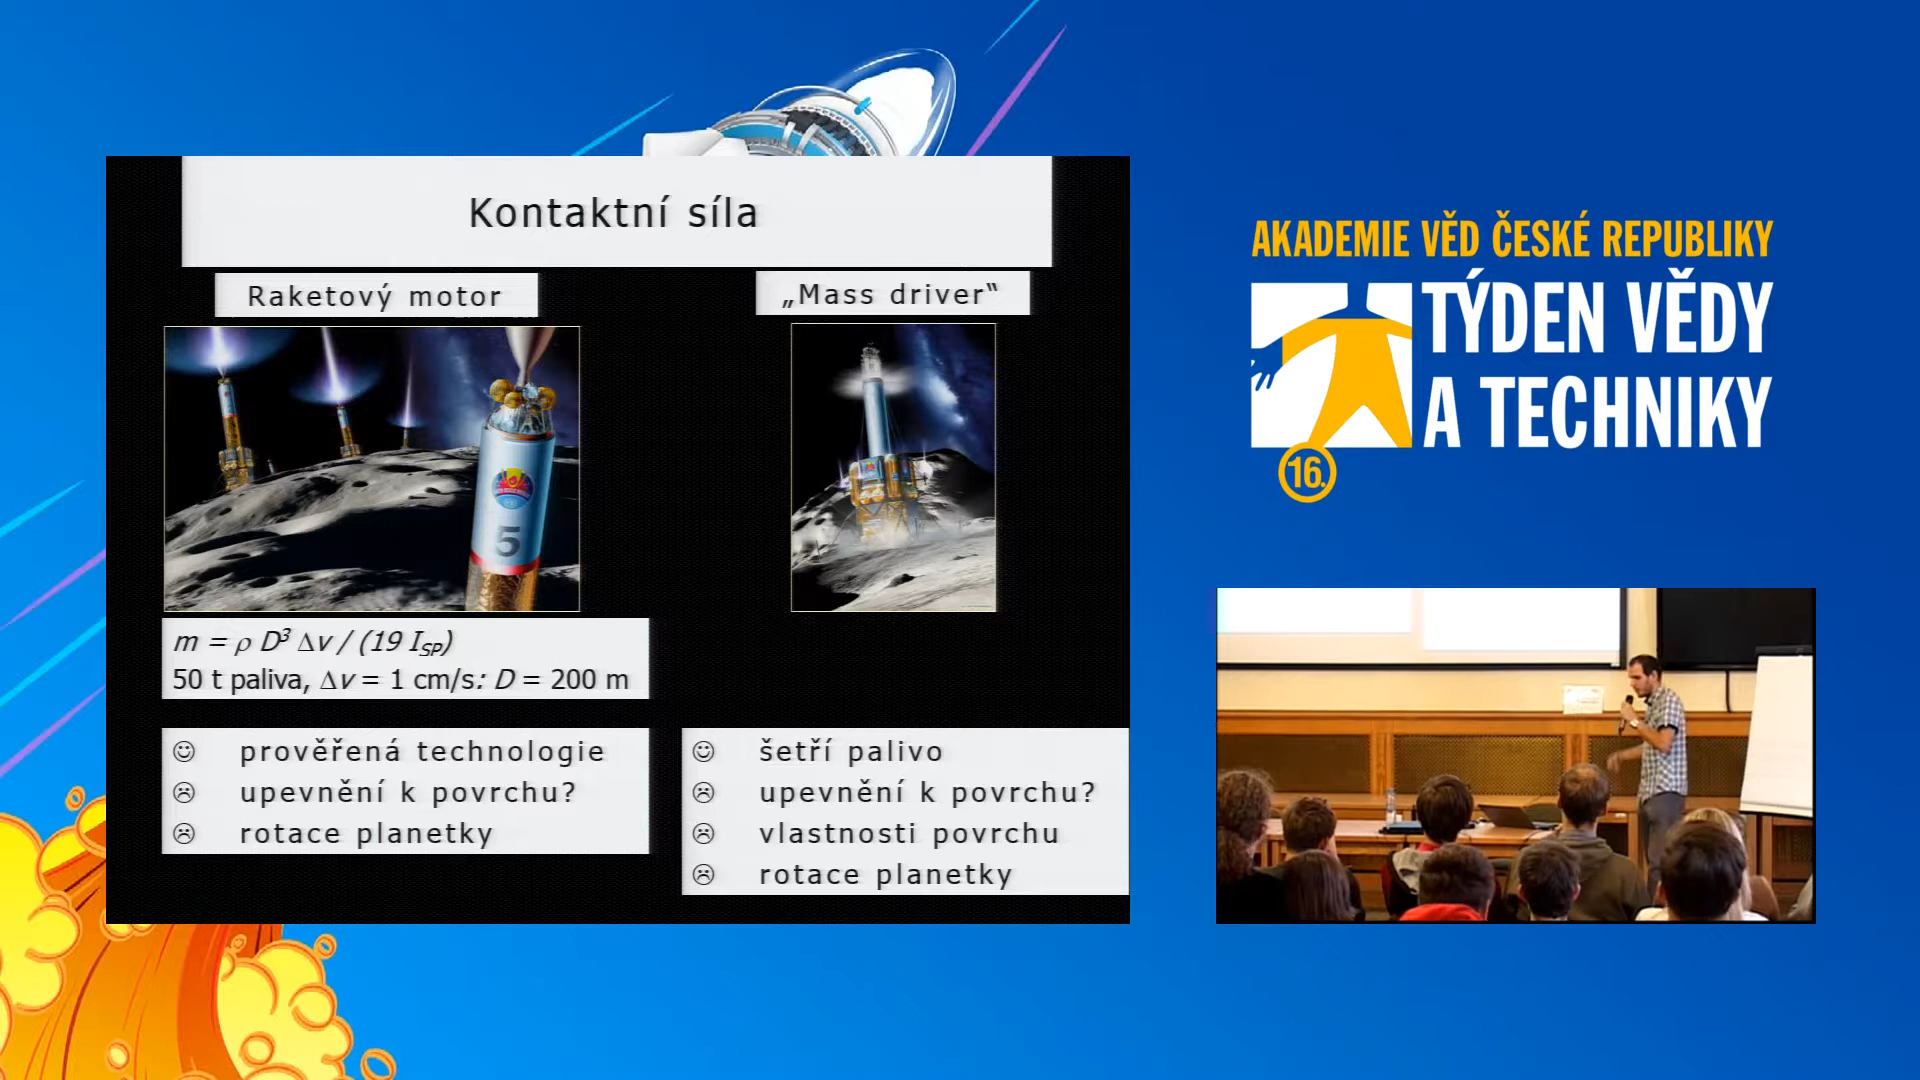 Kontaktní síla
Raketový motor
„Mass driver“
5
m = ρ D³ Δv / (19 I_SP)
50 t paliva, Δv = 1 cm/s: D = 200 m
☺ prověřená technologie
☹ upevnění k povrchu?
☹ rotace planetky
☺ šetří palivo
☹ upevnění k povrchu?
☹ vlastnosti povrchu
☹ rotace planetky
AKADEMIE VĚD ČESKÉ REPUBLIKY
TÝDEN VĚDY
A TECHNIKY
16.